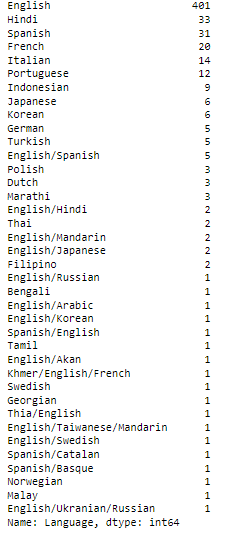 English 401
Hindi 33
Spanish 31
French 20
Italian 14
Portuguese 12
Indonesian 9
Japanese 6
Korean 6
German 5
Turkish 5
English/Spanish 5
Polish 3
Dutch 3
Marathi 3
English/Hindi 2
Thai 2
English/Mandarin 2
English/Japanese 2
Filipino 2
English/Russian 1
Bengali 1
English/Arabic 1
English/Korean 1
Spanish/English 1
Tamil 1
English/Akan 1
Khmer/English/French 1
Swedish 1
Georgian 1
Thia/English 1
English/Taiwanese/Mandarin 1
English/Swedish 1
Spanish/Catalan 1
Spanish/Basque 1
Norwegian 1
Malay 1
English/Ukranian/Russian 1
Name: Language, dtype: int64